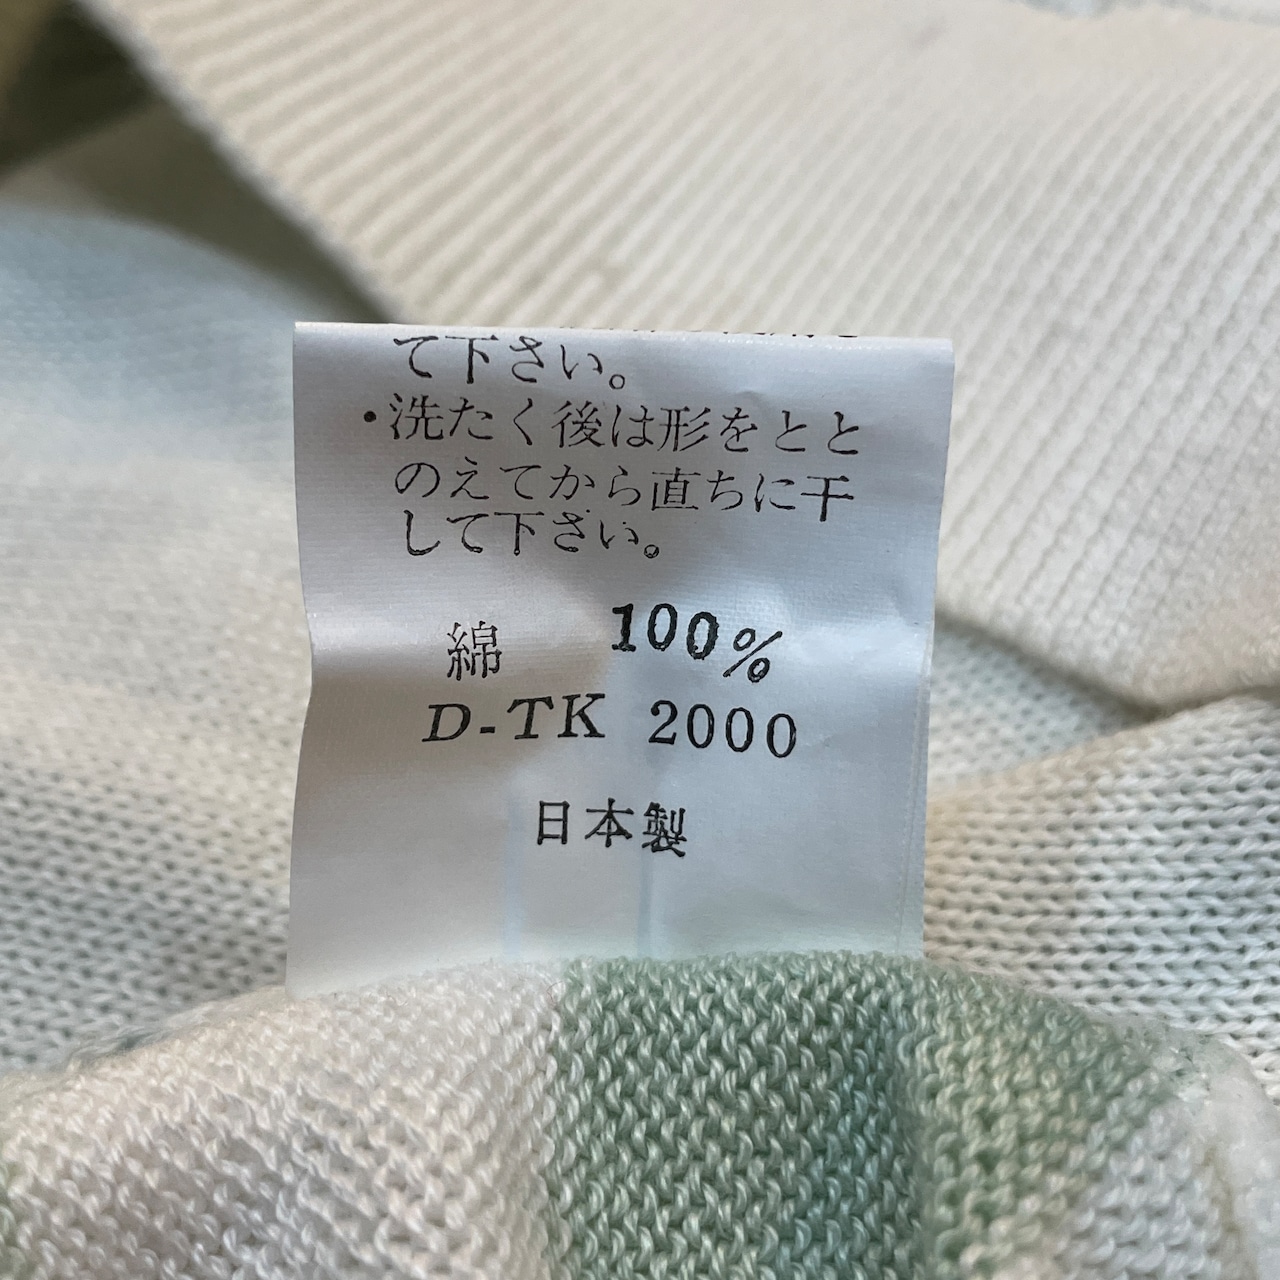 て下さい。
・洗たく後は形をとと
のえてから直ちに干
して下さい。
綿 100%
D-TK 2000
日本製